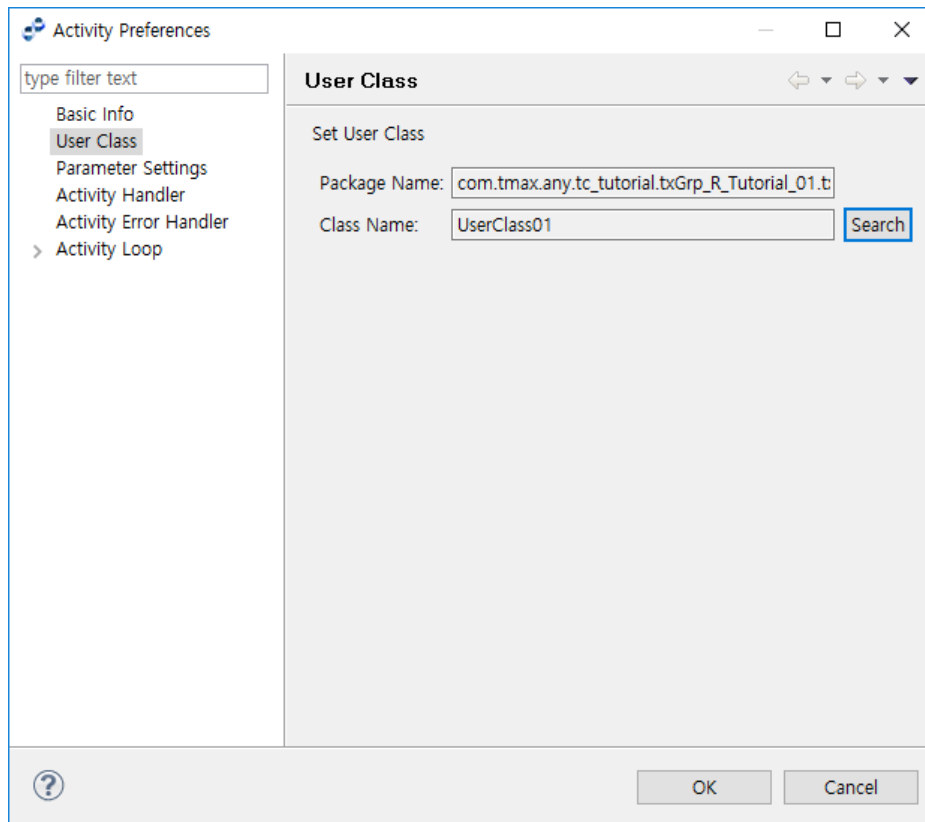 Activity Preferences
type filter text
Basic Info
User Class
Parameter Settings
Activity Handler
Activity Error Handler
Activity Loop
User Class
Set User Class
Package Name: com.tmax.any.tc_tutorial.txGrp_R_Tutorial_01.t
Class Name: UserClass01 Search
OK Cancel